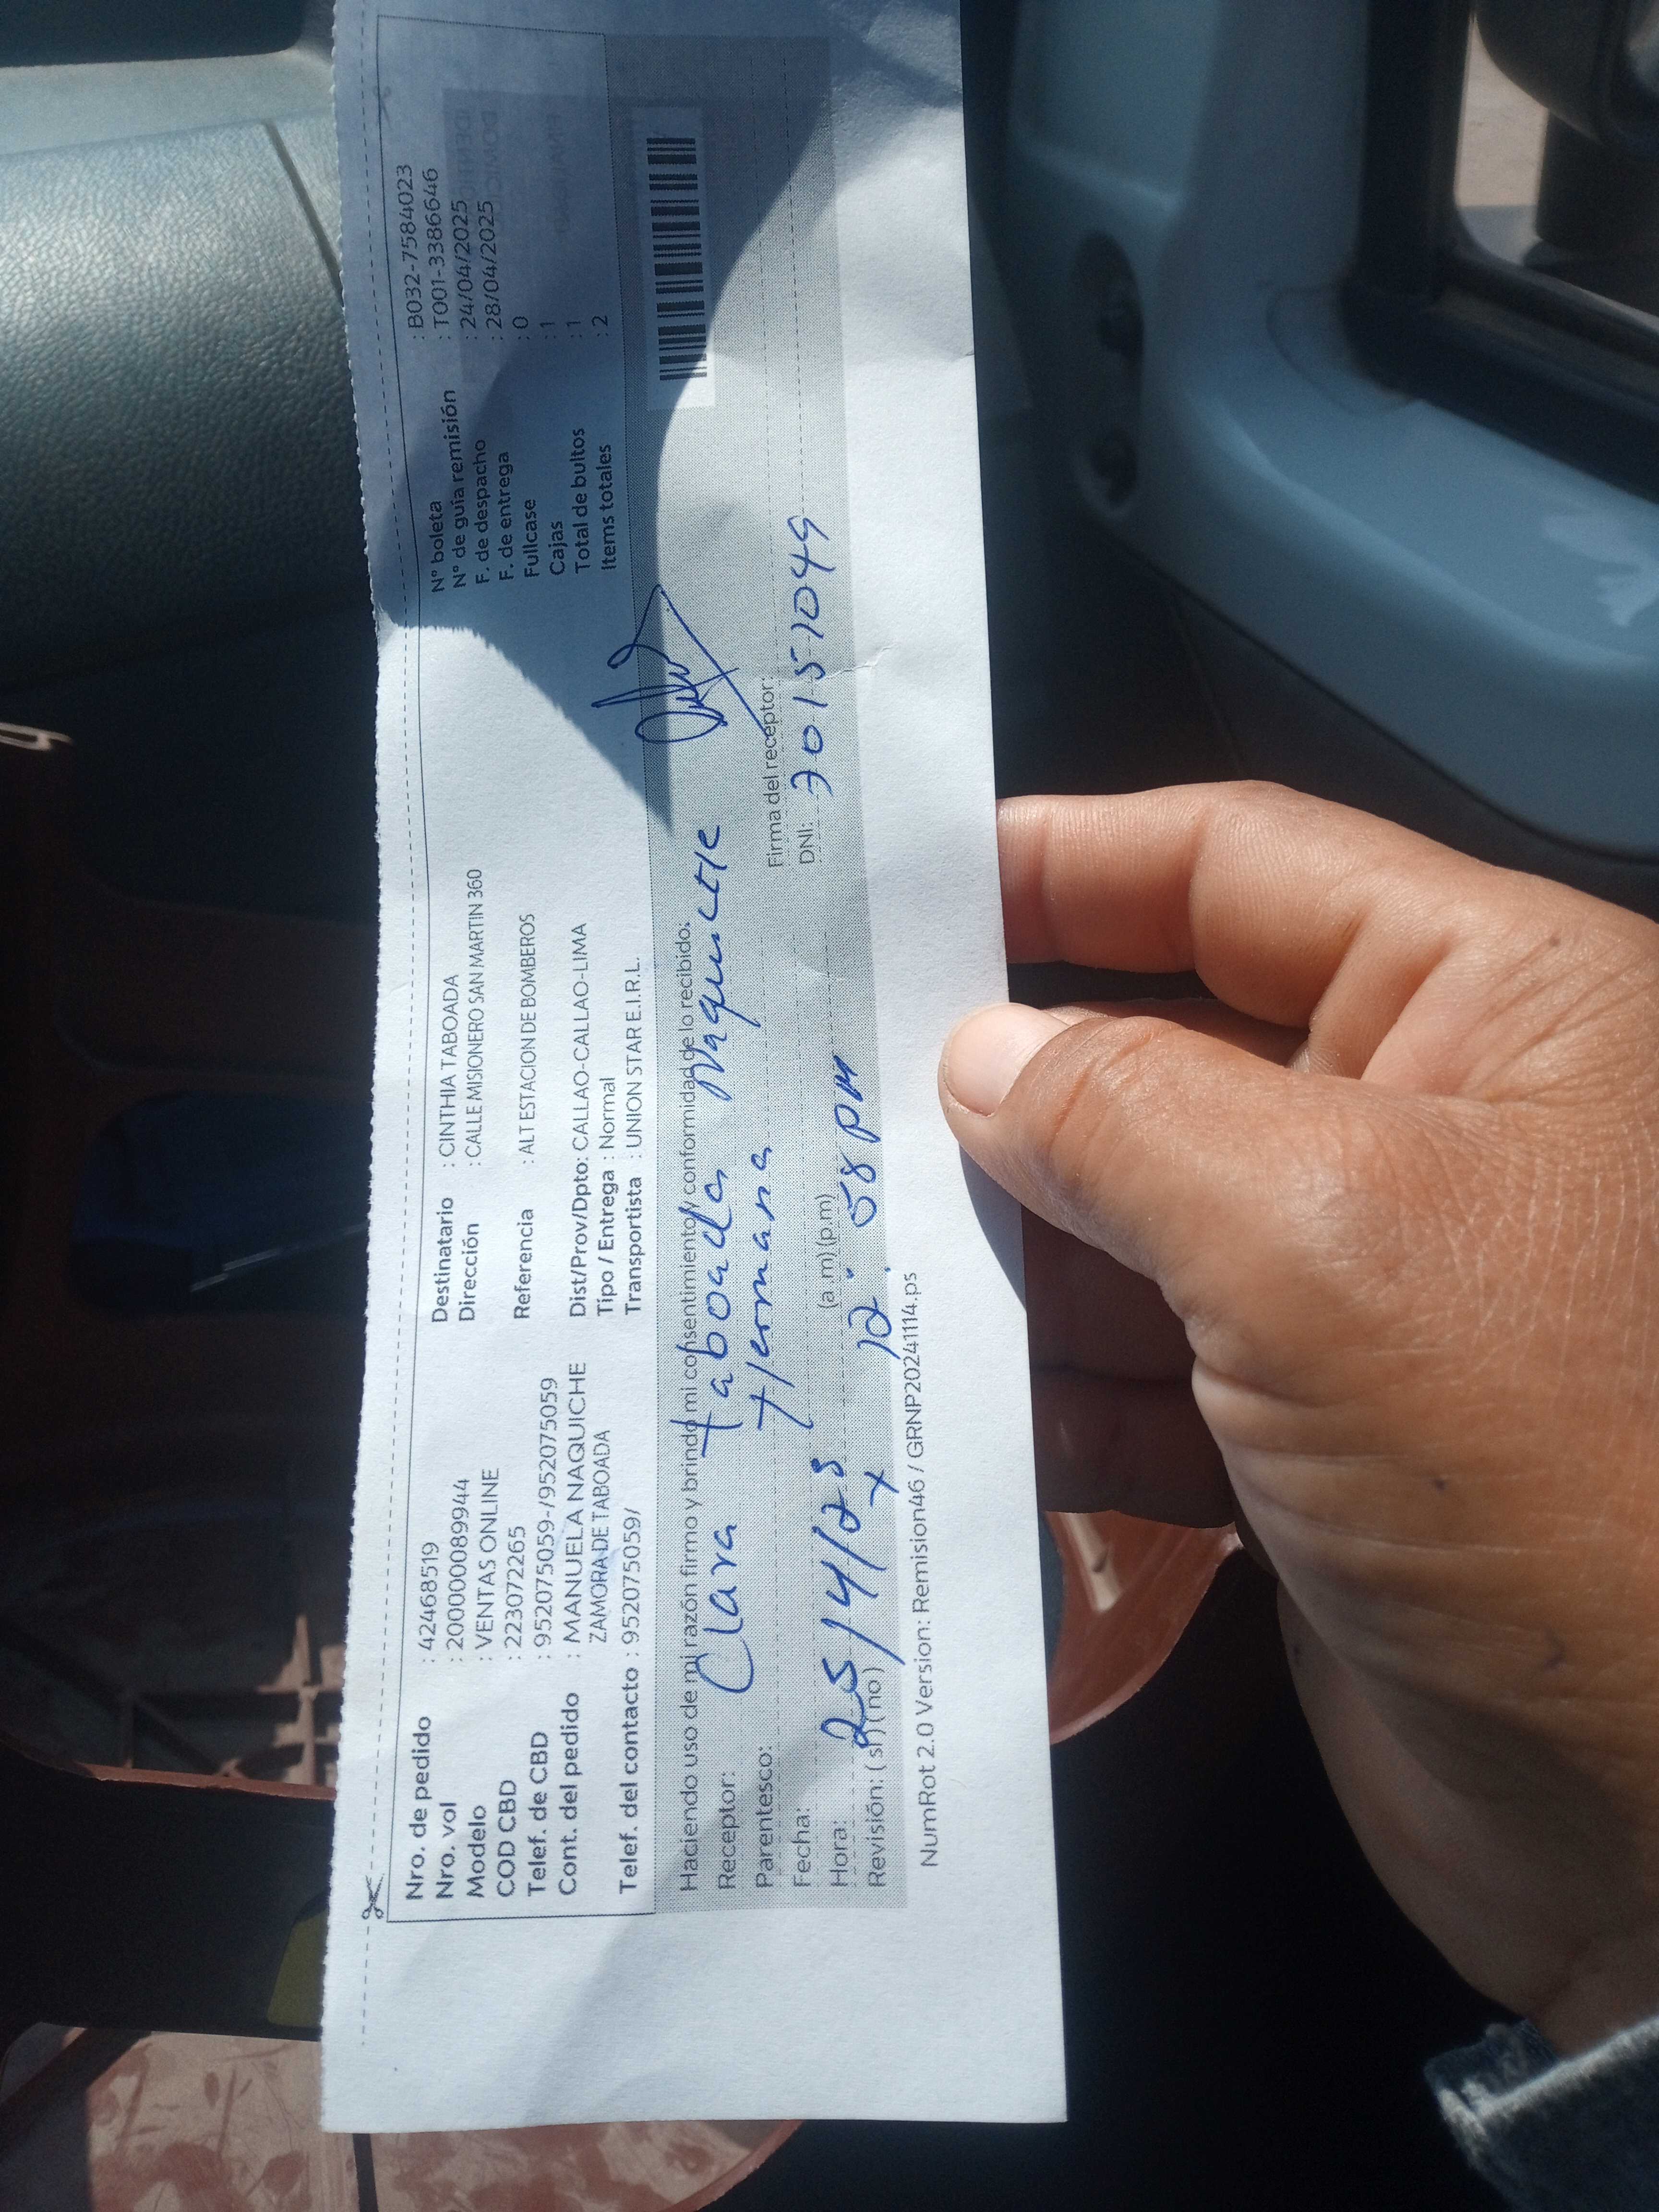 Nro. de pedido : 42468519
Nro. vol : 200000089944
Modelo : VENTAS ONLINE
COD CBD : 223072265
Telef. de CBD : 952075059-/952075059
Cont. del pedido : MANUELA NAQUICHE
ZAMORA DE TABOADA
Telef. del contacto : 952075059/
Destinatario : CINTHIA TABOADA
Dirección : CALLE MISIONERO SAN MARTIN 360
Referencia : ALT ESTACION DE BOMBEROS
Dist/Prov/Dpto: CALLAO-CALLAO-LIMA
Tipo / Entrega : Normal
Transportista : UNION STAR E.I.R.L.
N° boleta : B032-7584023
N° de guía remisión : T001-3386646
F. de despacho : 24/04/2025
F. de entrega : 28/04/2025
Fullcase : 0
Cajas : 1
Total de bultos : 1
Items totales : 2
Haciendo uso de mi razón firmo y brindo mi consentimiento y conformidad de lo recibido.
Receptor: Clara taboada Naquiche
Parentesco: Hermana
Firma del receptor:
Fecha: 25/4/25
DNI: 70151049
Hora: (a.m) (p.m) 12:58 pm
Revisión: ( si ) ( no ) x
NumRot 2.0 Version: Remision46 / GRNP20241114.ps